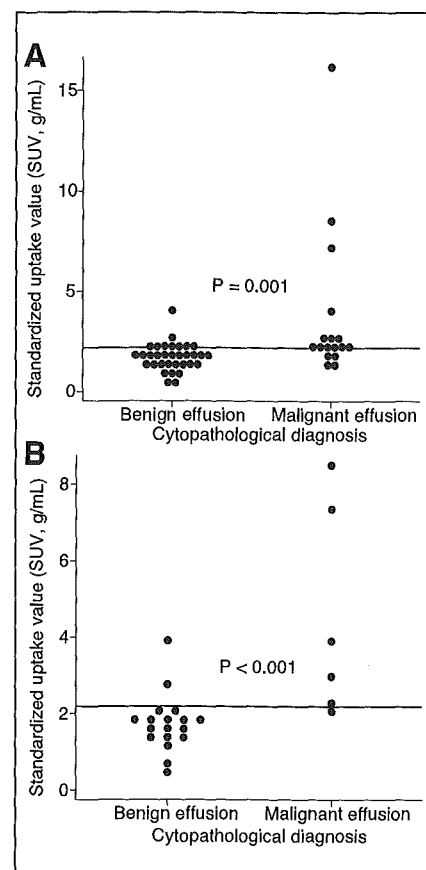 A
Standardized uptake value (SUV, g/mL)
15
10
5
0
P = 0.001
Benign effusion Malignant effusion
Cytopathological diagnosis
B
Standardized uptake value (SUV, g/mL)
8
6
4
2
0
P < 0.001
Benign effusion Malignant effusion
Cytopathological diagnosis